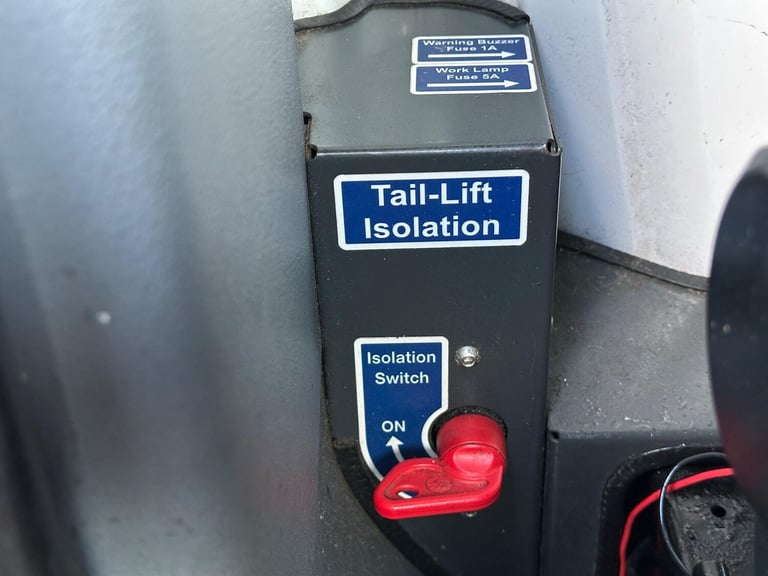 Warning Buzzer
Fuse 1A
Work Lamp
Fuse 5A
Tail-Lift
Isolation
Isolation
Switch
ON